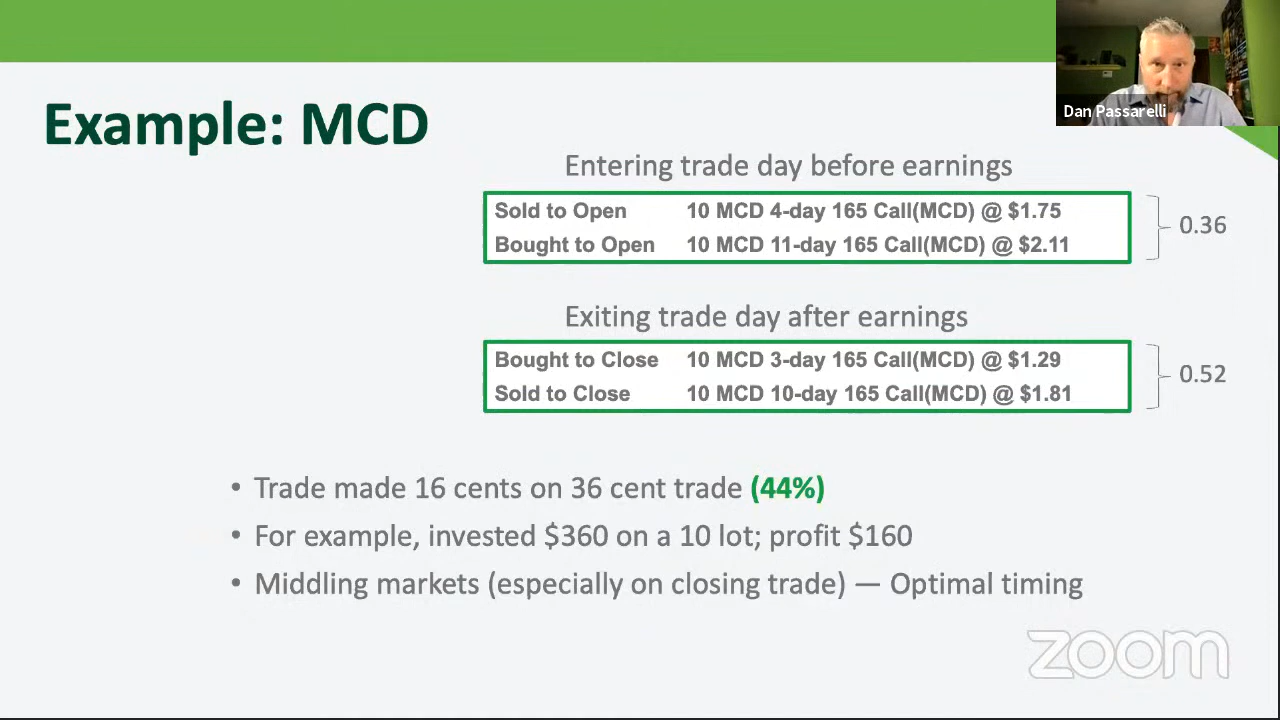 Dan Passarelli
Example: MCD
Entering trade day before earnings
Sold to Open 10 MCD 4-day 165 Call(MCD) @ $1.75
Bought to Open 10 MCD 11-day 165 Call(MCD) @ $2.11
0.36
Exiting trade day after earnings
Bought to Close 10 MCD 3-day 165 Call(MCD) @ $1.29
Sold to Close 10 MCD 10-day 165 Call(MCD) @ $1.81
0.52
• Trade made 16 cents on 36 cent trade (44%)
• For example, invested $360 on a 10 lot; profit $160
• Middling markets (especially on closing trade) — Optimal timing
zoom